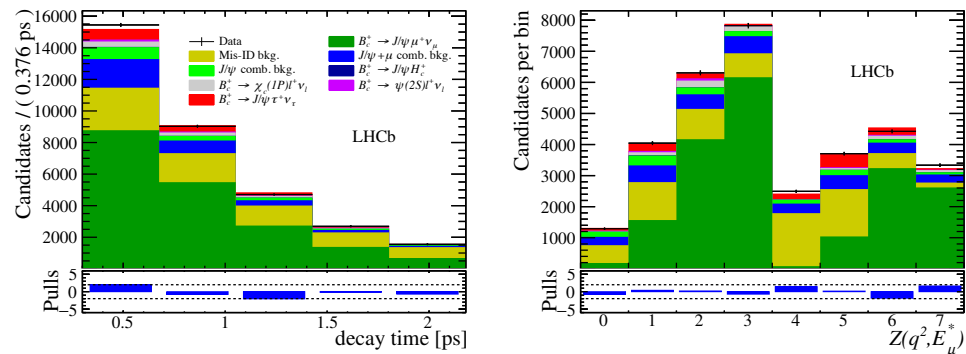 Candidates / ( 0.376 ps )
16000
14000
12000
10000
8000
6000
4000
2000
Data
Mis-ID bkg.
J/ψ comb. bkg.
B_c^+ → χ_c(1P)l^+ν_l
B_c^+ → J/ψ τ^+ν_τ
B_c^+ → J/ψ μ^+ν_μ
J/ψ+μ comb. bkg.
B_c^+ → J/ψ H_c^+
B_c^+ → ψ(2S)l^+ν_l
LHCb
Pulls
5
0
−5
0.5 1 1.5 2
decay time [ps]
Candidates per bin
8000
7000
6000
5000
4000
3000
2000
1000
LHCb
Pulls
5
0
−5
0 1 2 3 4 5 6 7
Z(q^2,E_μ^*)